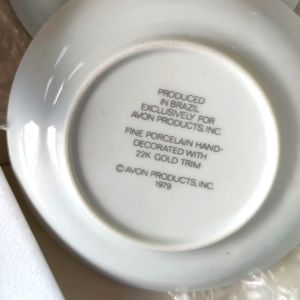 PRODUCED
IN BRAZIL
EXCLUSIVELY FOR
AVON PRODUCTS, INC.
FINE PORCELAIN HAND-
DECORATED WITH
22K GOLD TRIM
© AVON PRODUCTS, INC.
1979